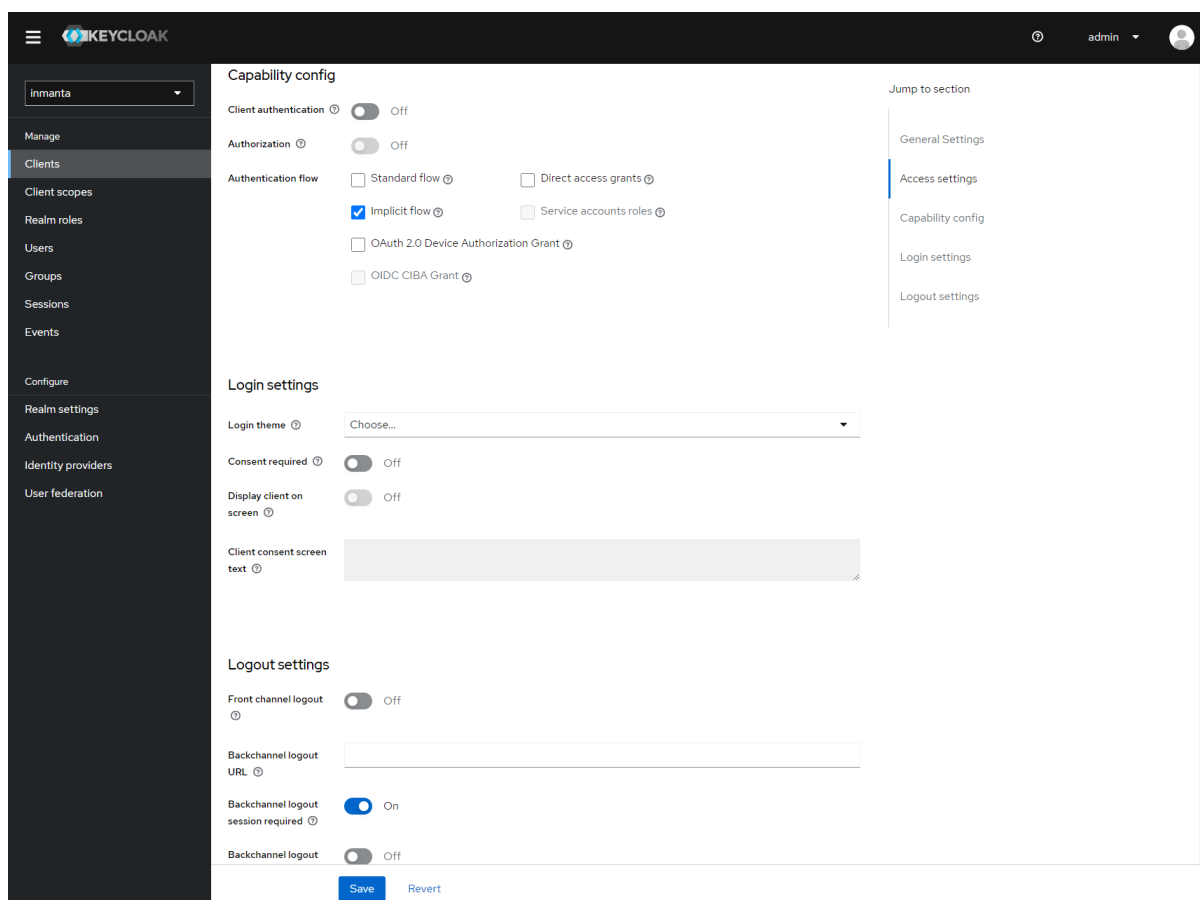 KEYCLOAK
admin
inmanta
Manage
Clients
Client scopes
Realm roles
Users
Groups
Sessions
Events
Configure
Realm settings
Authentication
Identity providers
User federation
Capability config
Client authentication
Off
Authorization
Off
Authentication flow
Standard flow
Direct access grants
Implicit flow
Service accounts roles
OAuth 2.0 Device Authorization Grant
OIDC CIBA Grant
Login settings
Login theme
Choose...
Consent required
Off
Display client on
screen
Off
Client consent screen
text
Logout settings
Front channel logout
Off
Backchannel logout
URL
Backchannel logout
session required
On
Backchannel logout
Off
Save
Revert
Jump to section
General Settings
Access settings
Capability config
Login settings
Logout settings